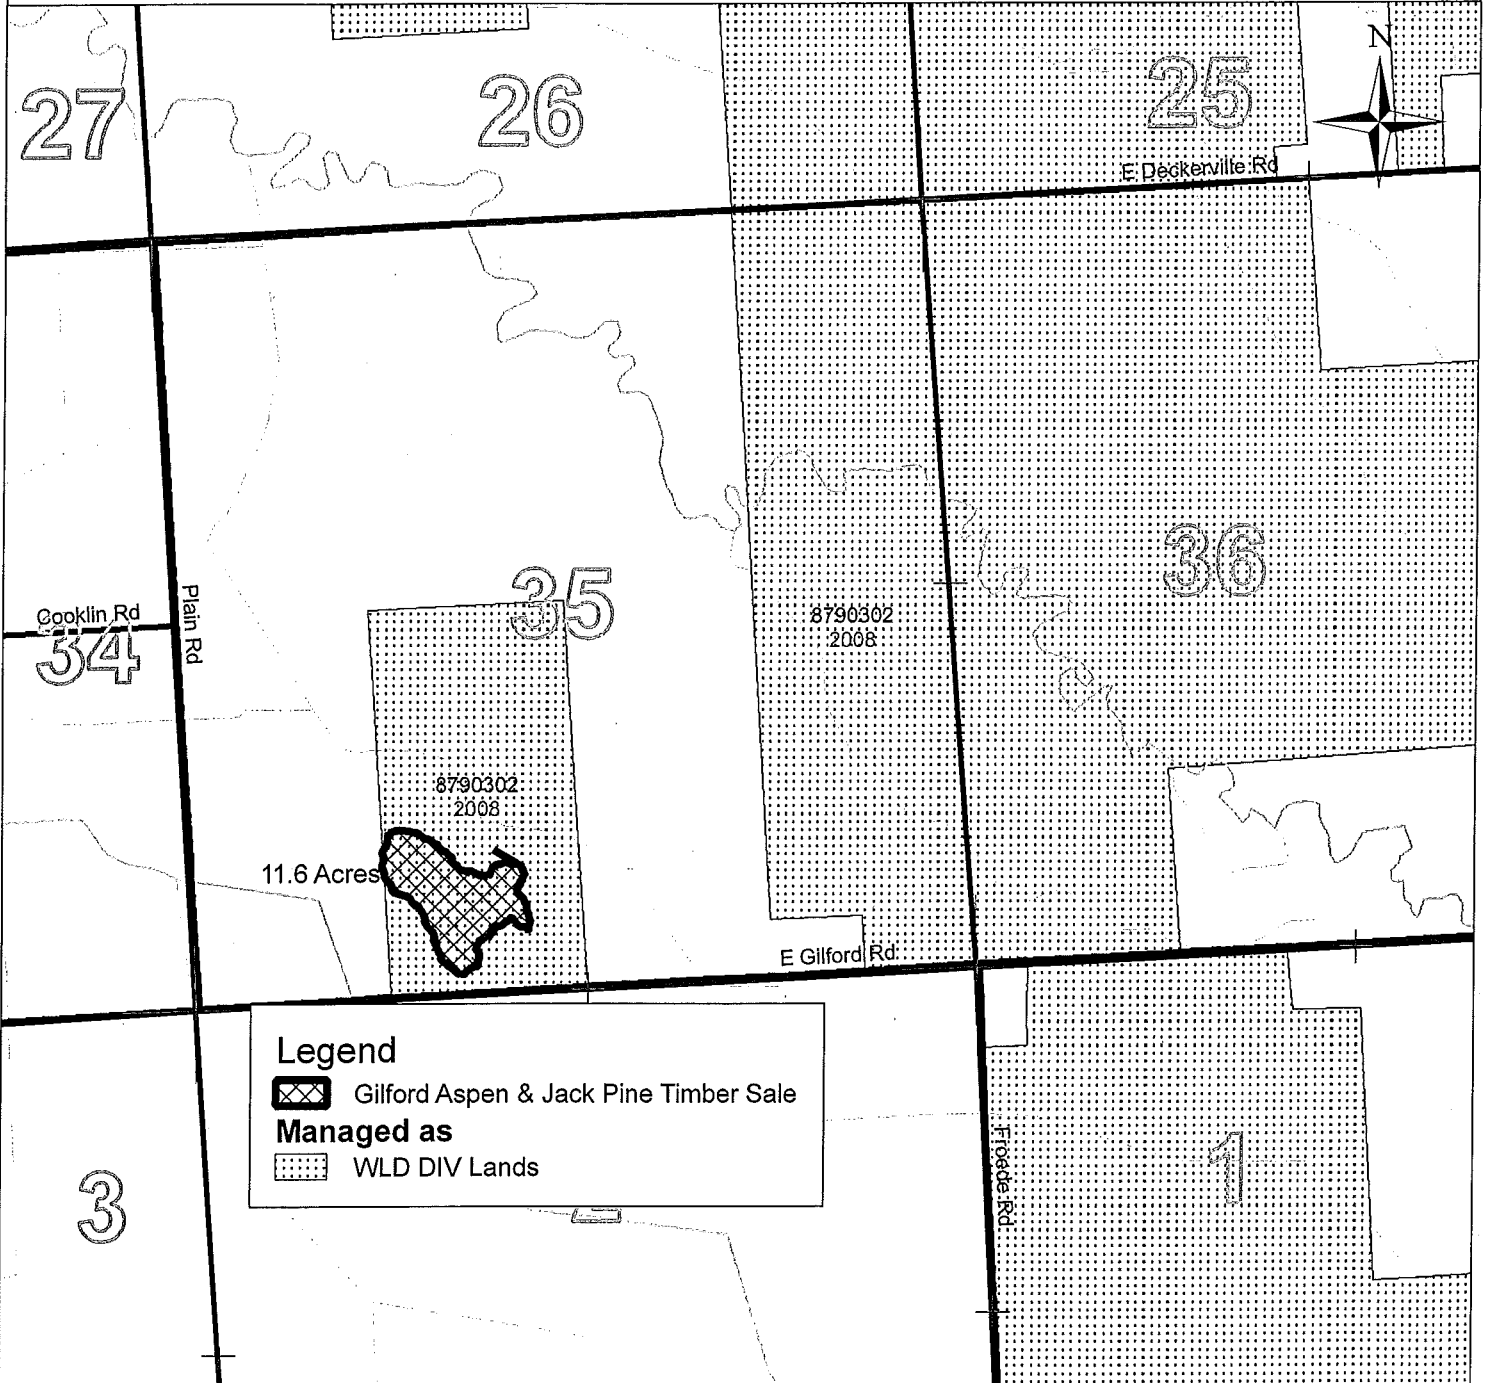 N
27
26
25
E Deckerville Rd
35
36
Cooklin Rd
34
Plain Rd
8790302
2008
8790302
2008
11.6 Acres
E Gilford Rd
Legend
Gilford Aspen & Jack Pine Timber Sale
Managed as
WLD DIV Lands
Froede Rd
3
1